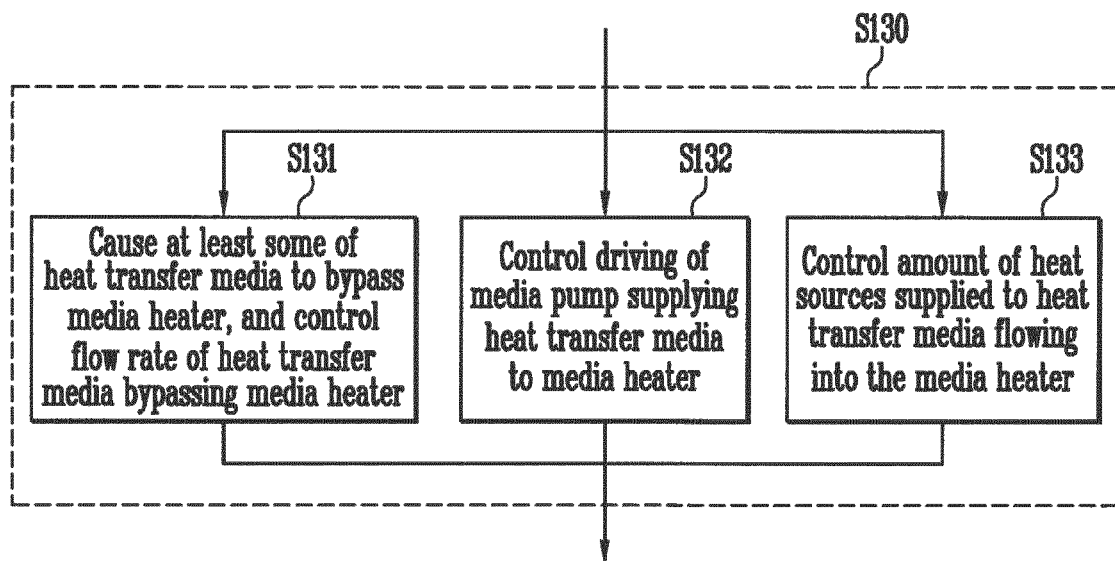 S130
S131
Cause at least some of
heat transfer media to bypass
media heater, and control
flow rate of heat transfer
media bypassing media heater
S132
Control driving of
media pump supplying
heat transfer media
to media heater
S133
Control amount of heat
sources supplied to heat
transfer media flowing
into the media heater